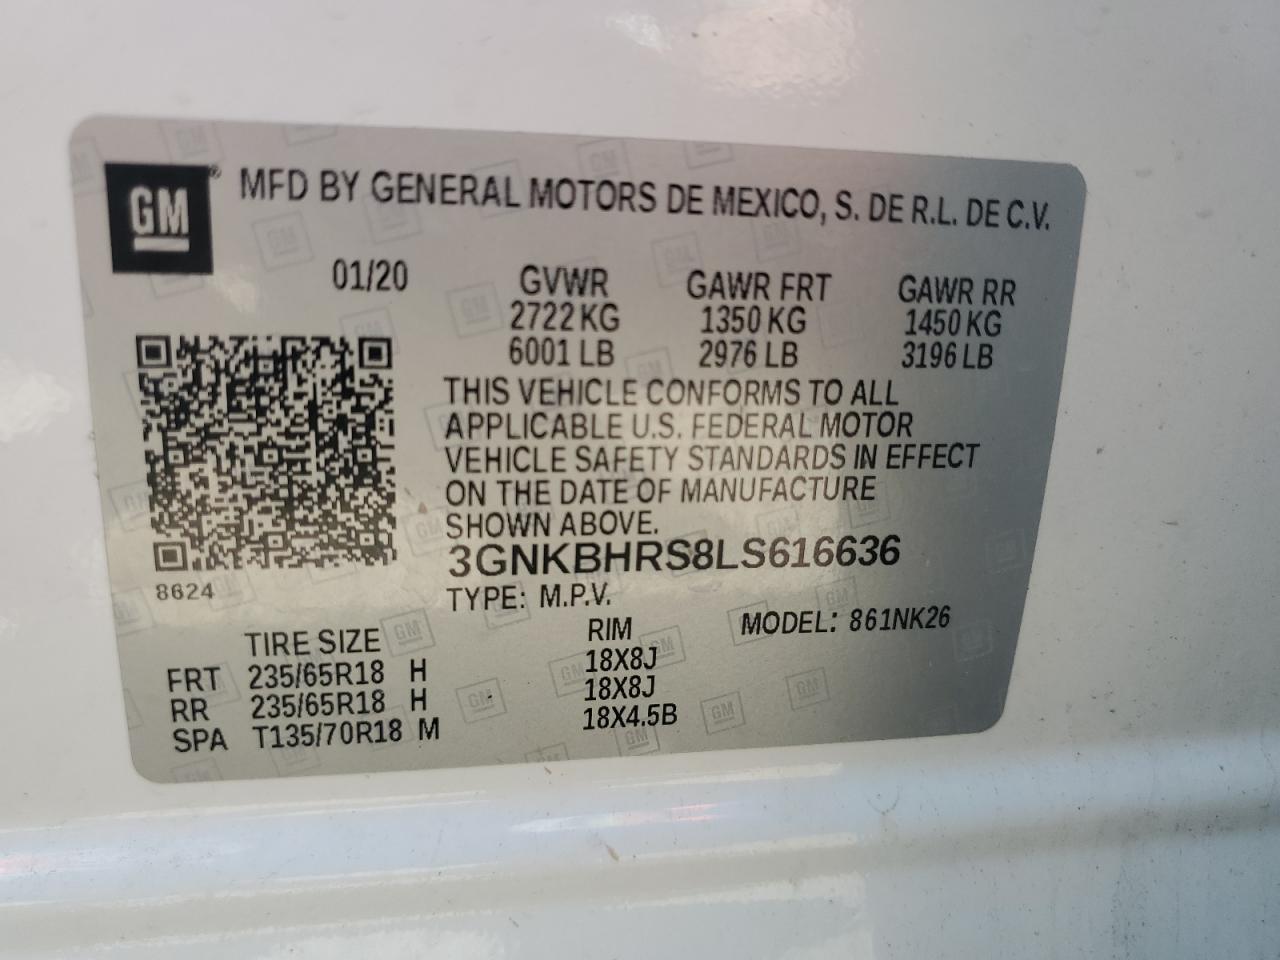 GM® MFD BY GENERAL MOTORS DE MEXICO, S. DE R.L. DE C.V.
01/20 GVWR GAWR FRT GAWR RR
2722 KG 1350 KG 1450 KG
6001 LB 2976 LB 3196 LB
THIS VEHICLE CONFORMS TO ALL
APPLICABLE U.S. FEDERAL MOTOR
VEHICLE SAFETY STANDARDS IN EFFECT
ON THE DATE OF MANUFACTURE
SHOWN ABOVE.
3GNKBHRS8LS616636
8624
TYPE: M.P.V.
TIRE SIZE RIM MODEL: 861NK26
FRT 235/65R18 H 18X8J
RR 235/65R18 H 18X8J
SPA T135/70R18 M 18X4.5B